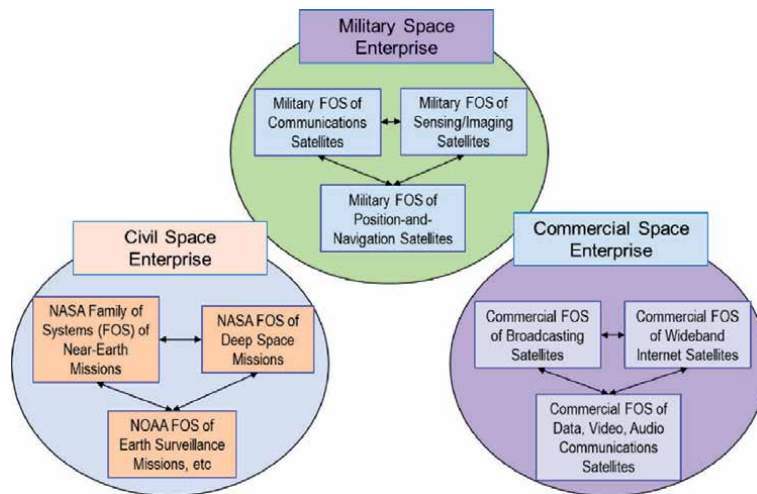 Military Space
Enterprise
Military FOS of
Communications
Satellites
Military FOS of
Sensing/Imaging
Satellites
Military FOS of
Position-and-
Navigation Satellites
Civil Space
Enterprise
NASA Family of
Systems (FOS) of
Near-Earth
Missions
NASA FOS of
Deep Space
Missions
NOAA FOS of
Earth Surveillance
Missions, etc
Commercial Space
Enterprise
Commercial FOS
of Broadcasting
Satellites
Commercial FOS
of Wideband
Internet Satellites
Commercial FOS of
Data, Video, Audio
Communications
Satellites